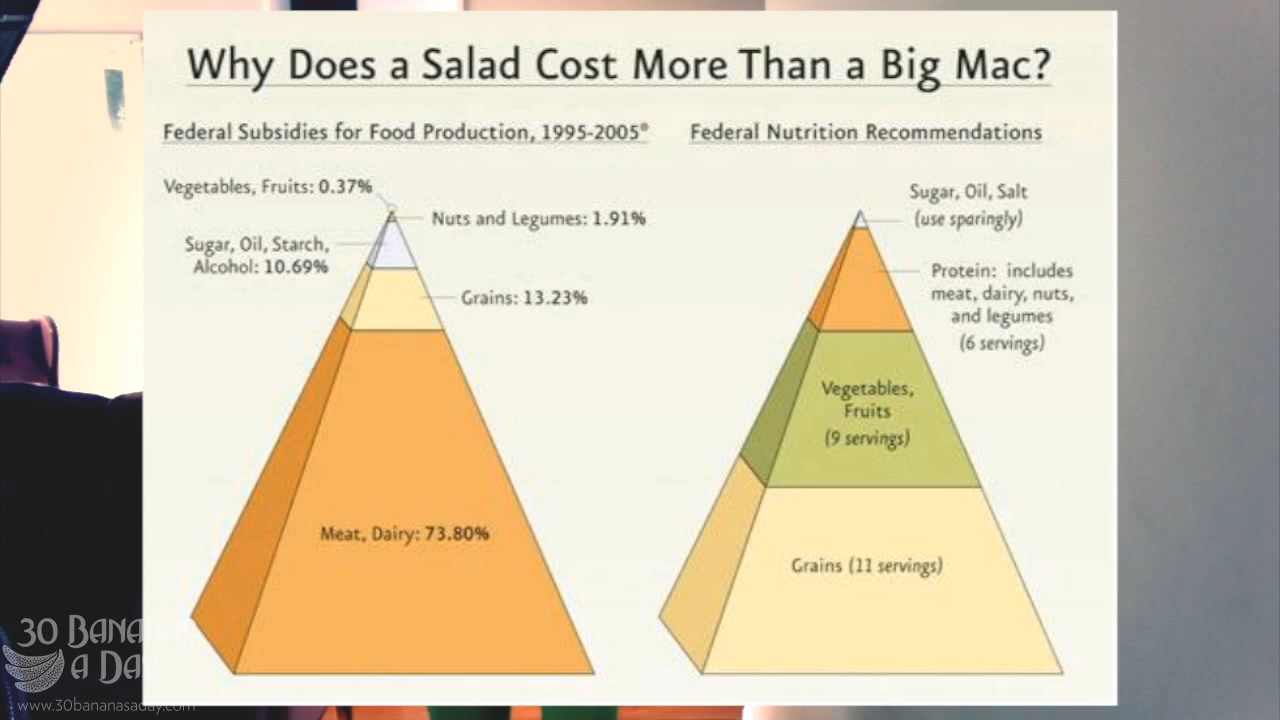 Why Does a Salad Cost More Than a Big Mac?
Federal Subsidies for Food Production, 1995-2005*
Vegetables, Fruits: 0.37%
Nuts and Legumes: 1.91%
Sugar, Oil, Starch,
Alcohol: 10.69%
Grains: 13.23%
Meat, Dairy: 73.80%
Federal Nutrition Recommendations
Sugar, Oil, Salt
(use sparingly)
Protein: includes
meat, dairy, nuts,
and legumes
(6 servings)
Vegetables,
Fruits
(9 servings)
Grains (11 servings)
30 BANANAS
A DAY
www.30bananasaday.com